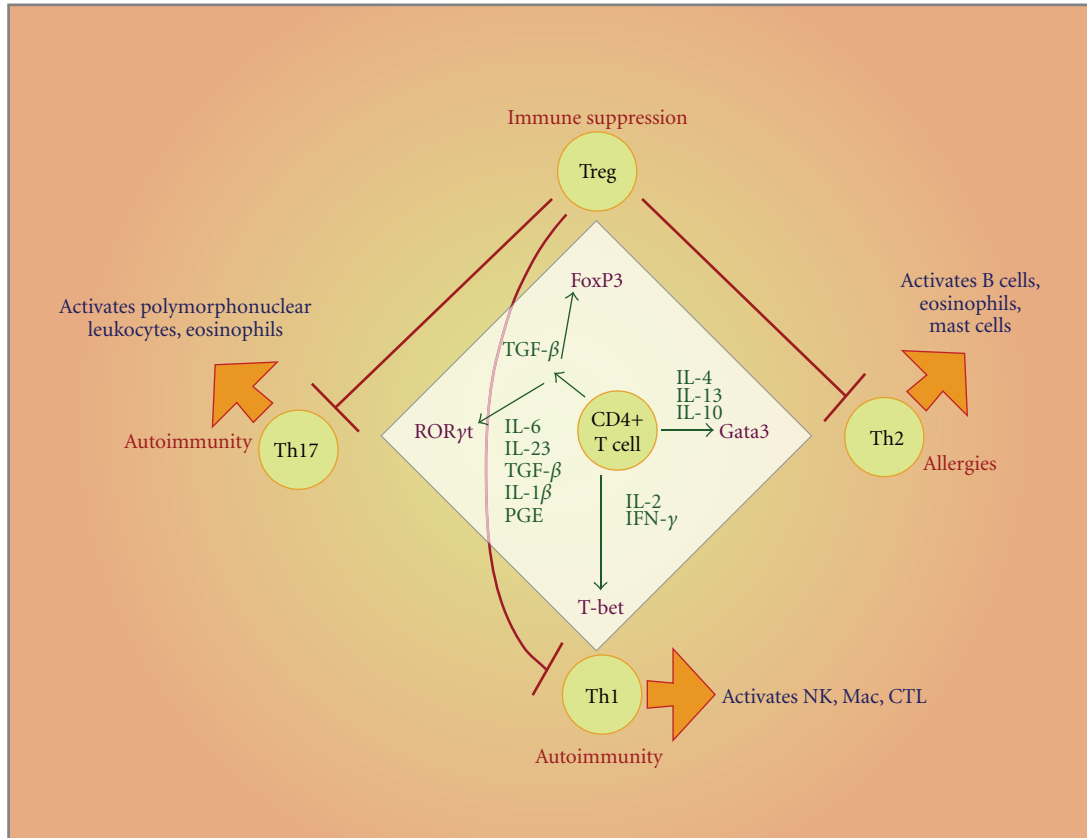 Immune suppression
Treg
FoxP3
Activates polymorphonuclear
leukocytes, eosinophils
Activates B cells,
eosinophils,
mast cells
TGF-β
IL-4
IL-13
IL-10
CD4+
T cell
RORγt
Gata3
IL-6
IL-23
TGF-β
IL-1β
PGE
Autoimmunity
Th17
Th2
Allergies
IL-2
IFN-γ
T-bet
Th1
Activates NK, Mac, CTL
Autoimmunity